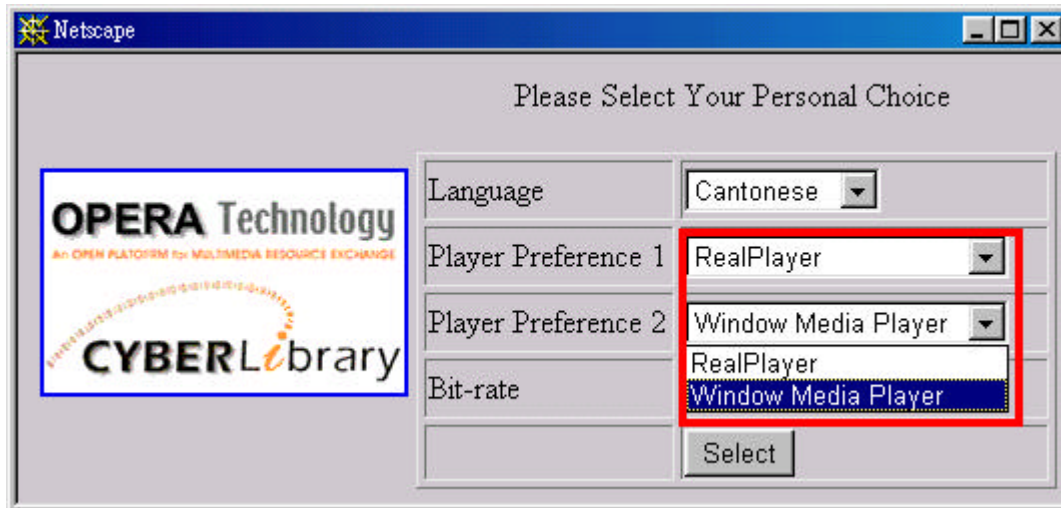 Netscape
Please Select Your Personal Choice
OPERA Technology
An OPEN PLATOFRM for MULTIMEDIA RESOURCE EXCHANGE
CYBERLibrary
Language
Cantonese
Player Preference 1
RealPlayer
Player Preference 2
Window Media Player
RealPlayer
Window Media Player
Bit-rate
Select